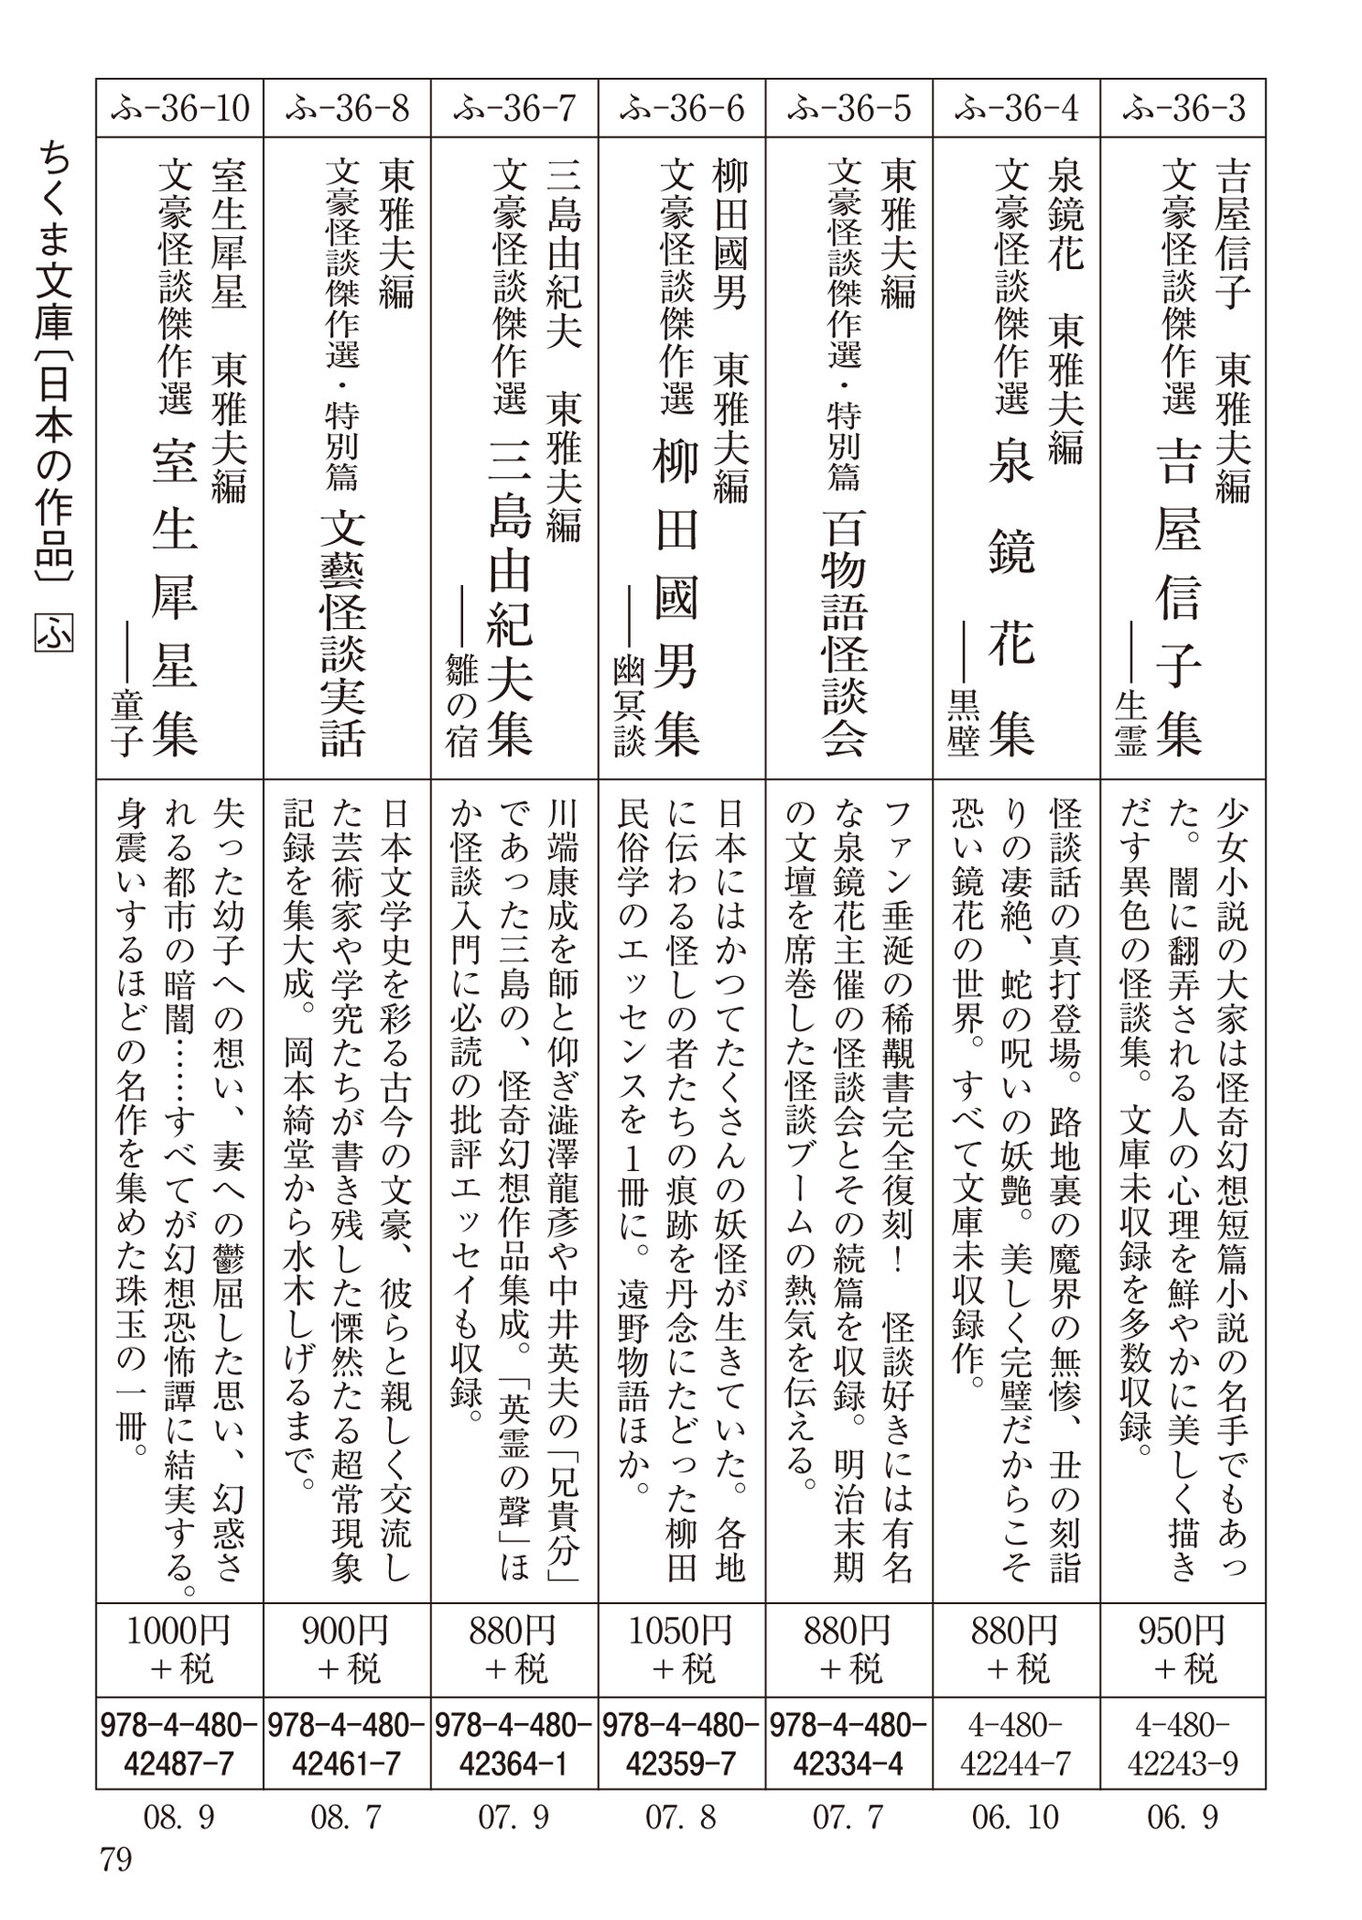 ふ-36-3
吉屋信子　東雅夫編
文豪怪談傑作選 吉屋信子集
――生霊
少女小説の大家は怪奇幻想短篇小説の名手でもあっ
た。闇に翻弄される人の心理を鮮やかに美しく描き
だす異色の怪談集。文庫未収録を多数収録。
950円
+税
4-480-
42243-9
06. 9
ふ-36-4
泉鏡花　東雅夫編
文豪怪談傑作選 泉鏡花集
――黒壁
怪談話の真打登場。路地裏の魔界の無惨、丑の刻詣
りの凄絶、蛇の呪いの妖艶。美しく完璧だからこそ
恐い鏡花の世界。すべて文庫未収録作。
880円
+税
4-480-
42244-7
06. 10
ふ-36-5
東雅夫編
文豪怪談傑作選・特別篇 百物語怪談会
ファン垂涎の稀覯書完全復刻！　怪談好きには有名
な泉鏡花主催の怪談会とその続篇を収録。明治末期
の文壇を席巻した怪談ブームの熱気を伝える。
880円
+税
978-4-480-
42334-4
07. 7
ふ-36-6
柳田國男　東雅夫編
文豪怪談傑作選 柳田國男集
――幽冥談
日本にはかつてたくさんの妖怪が生きていた。各地
に伝わる怪しの者たちの痕跡を丹念にたどった柳田
民俗学のエッセンスを1冊に。遠野物語ほか。
1050円
+税
978-4-480-
42359-7
07. 8
ふ-36-7
三島由紀夫　東雅夫編
文豪怪談傑作選 三島由紀夫集
――雛の宿
川端康成を師と仰ぎ澁澤龍彥や中井英夫の「兄貴分」
であった三島の、怪奇幻想作品集成。「英霊の聲」ほ
か怪談入門に必読の批評エッセイも収録。
880円
+税
978-4-480-
42364-1
07. 9
ふ-36-8
東雅夫編
文豪怪談傑作選・特別篇 文藝怪談実話
日本文学史を彩る古今の文豪、彼らと親しく交流し
た芸術家や学究たちが書き残した慄然たる超常現象
記録を集大成。岡本綺堂から水木しげるまで。
900円
+税
978-4-480-
42461-7
08. 7
ふ-36-10
室生犀星　東雅夫編
文豪怪談傑作選 室生犀星集
――童子
失った幼子への想い、妻への鬱屈した思い、幻惑さ
れる都市の暗闇……すべてが幻想恐怖譚に結実する。
身震いするほどの名作を集めた珠玉の一冊。
1000円
+税
978-4-480-
42487-7
08. 9
ちくま文庫〔日本の作品〕 ふ
79